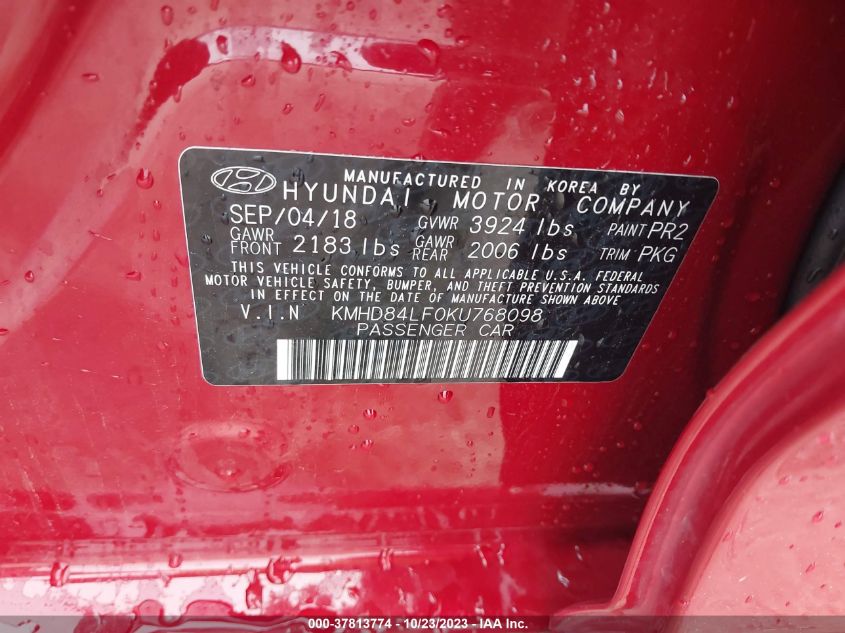 MANUFACTURED IN KOREA BY
HYUNDAI MOTOR COMPANY
SEP/04/18 GVWR 3924 lbs PAINT PR2
GAWR FRONT 2183 lbs GAWR REAR 2006 lbs TRIM PKG
THIS VEHICLE CONFORMS TO ALL APPLICABLE U.S.A. FEDERAL
MOTOR VEHICLE SAFETY, BUMPER, AND THEFT PREVENTION STANDARDS
IN EFFECT ON THE DATE OF MANUFACTURE SHOWN ABOVE
V.I.N KMHD84LF0KU768098
PASSENGER CAR
000-37813774 - 10/23/2023 - IAA Inc.